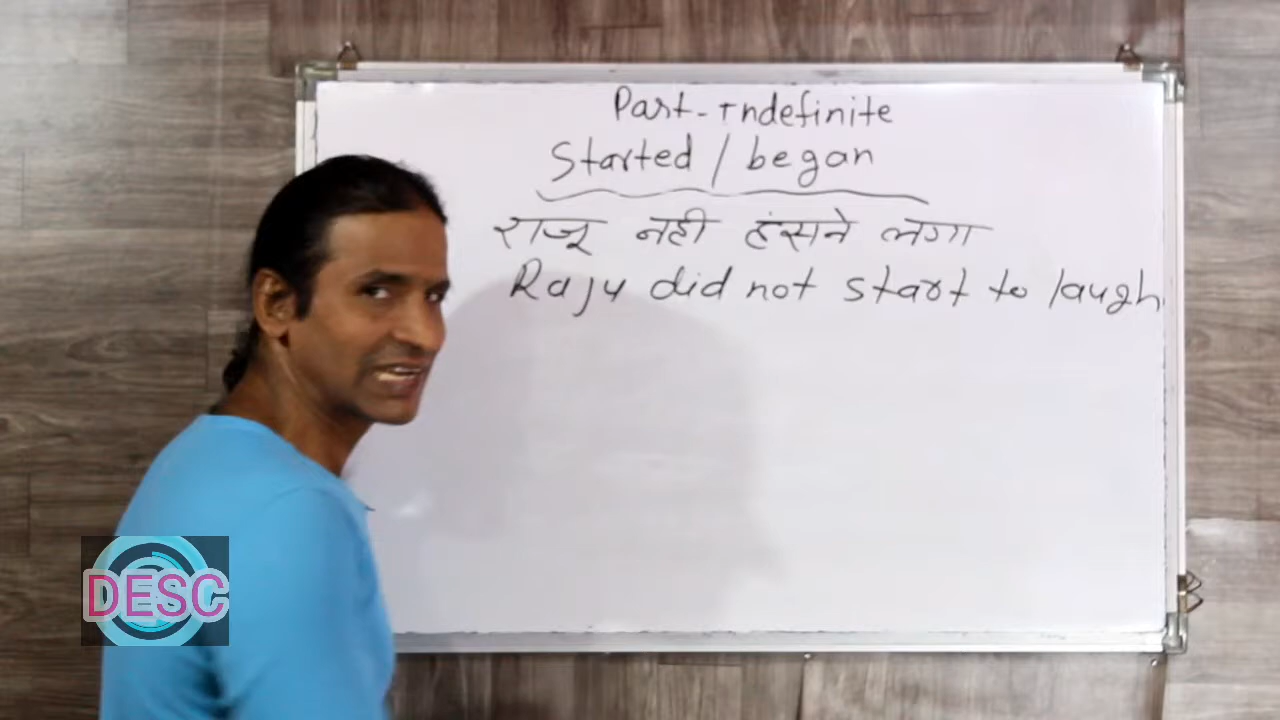 Past-Indefinite
Started / began
राजू नही हंसने लगा
Raju did not start to laugh
DESC